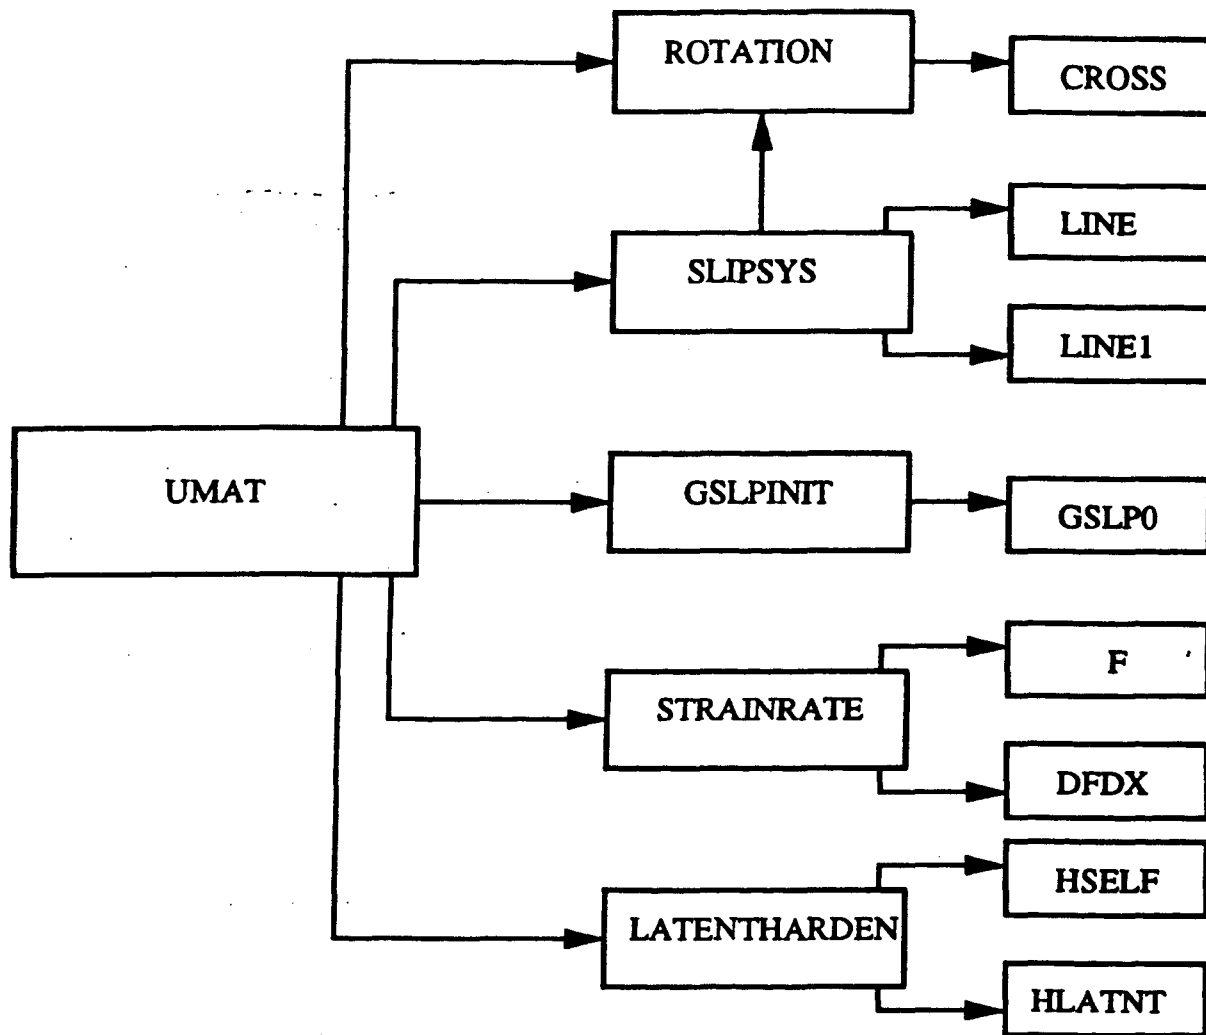 ROTATION
CROSS
LINE
SLIPSYS
LINE1
UMAT
GSLPINIT
GSLP0
F
STRAINRATE
DFDX
HSELF
LATENTHARDEN
HLATNT